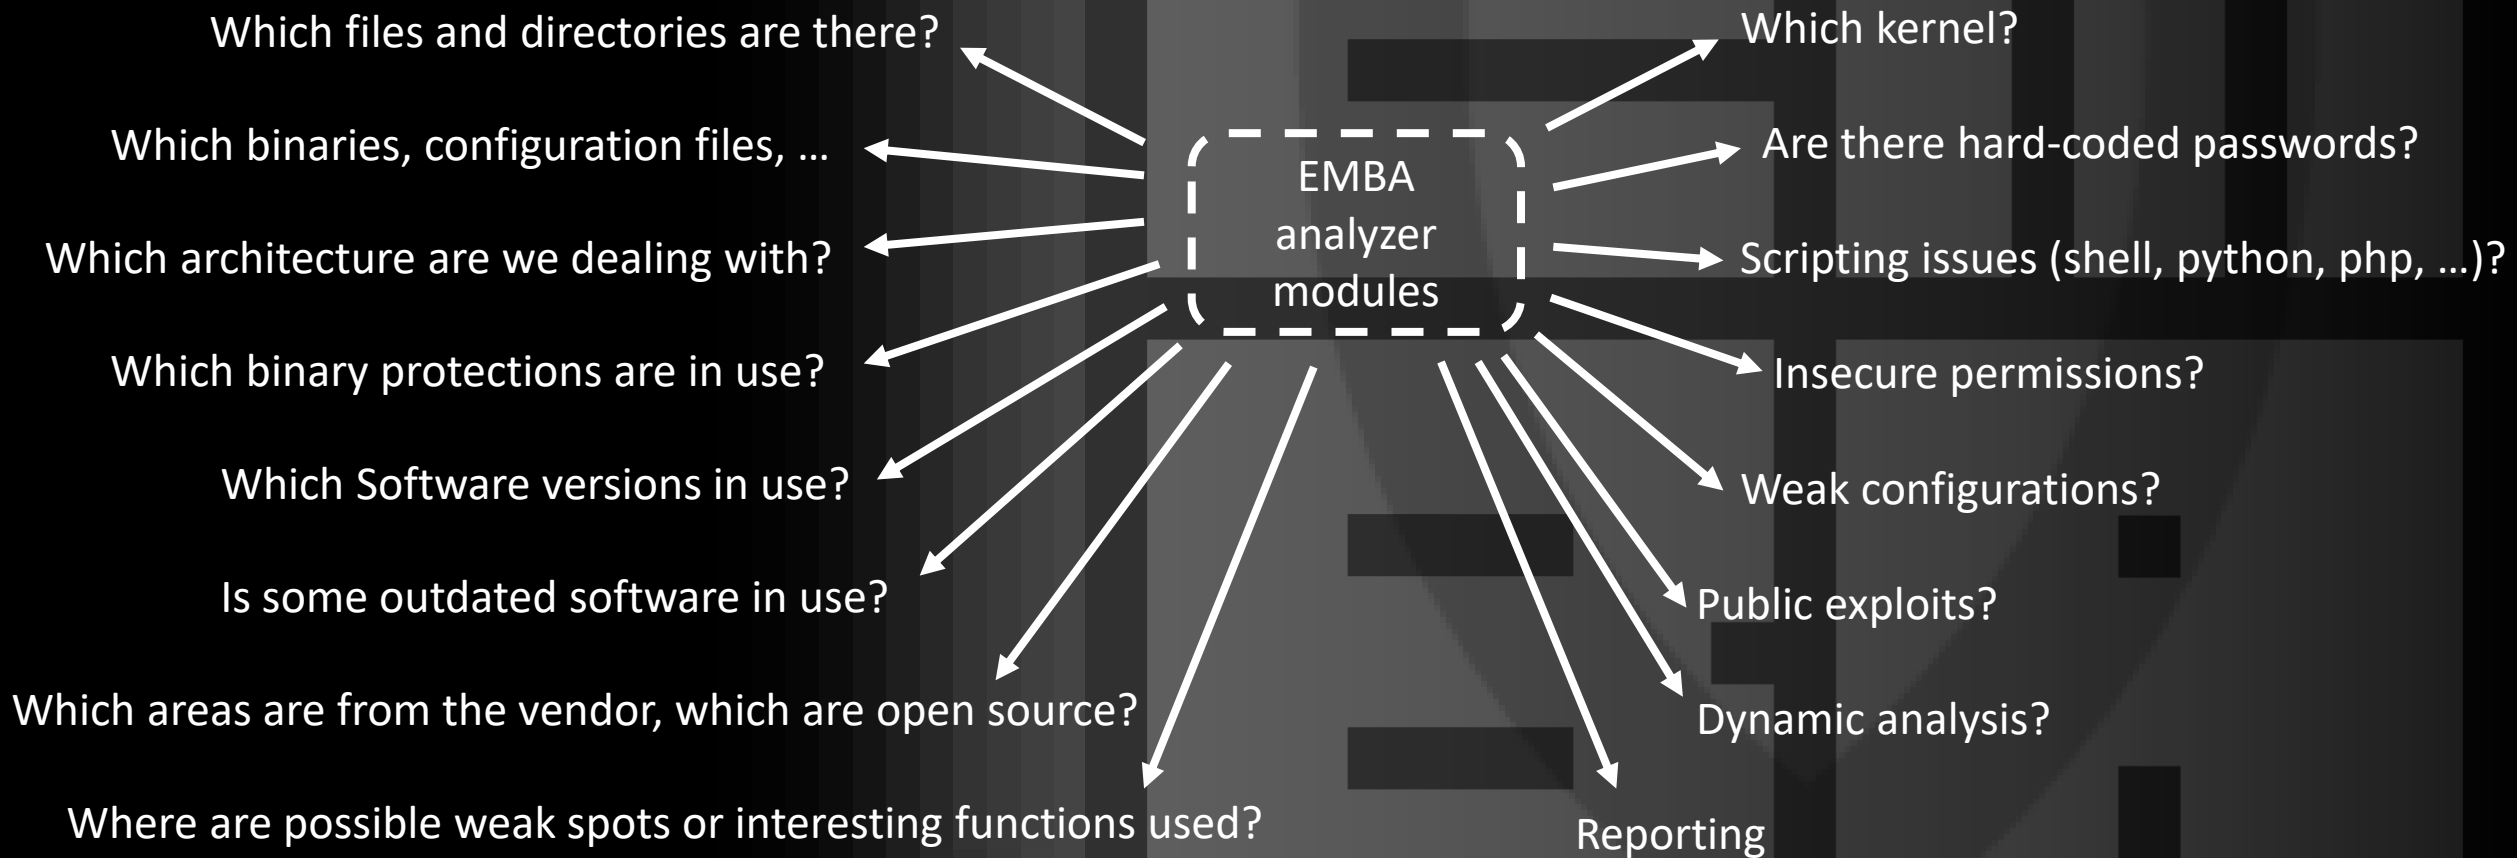 Which files and directories are there?
Which binaries, configuration files, …
Which architecture are we dealing with?
Which binary protections are in use?
Which Software versions in use?
Is some outdated software in use?
Which areas are from the vendor, which are open source?
Where are possible weak spots or interesting functions used?
EMBA
analyzer
modules
Which kernel?
Are there hard-coded passwords?
Scripting issues (shell, python, php, …)?
Insecure permissions?
Weak configurations?
Public exploits?
Dynamic analysis?
Reporting